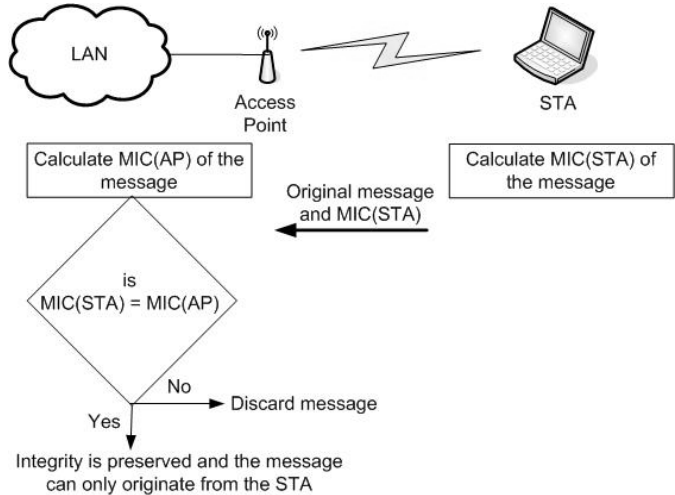 LAN
Access
Point
STA
Calculate MIC(AP) of the
message
Calculate MIC(STA) of
the message
Original message
and MIC(STA)
is
MIC(STA) = MIC(AP)
No
Discard message
Yes
Integrity is preserved and the message
can only originate from the STA